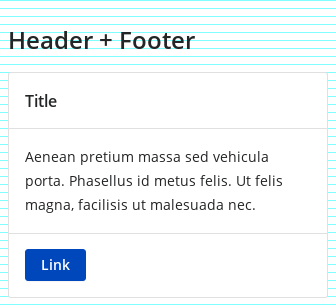 Header + Footer
Title
Aenean pretium massa sed vehicula
porta. Phasellus id metus felis. Ut felis
magna, facilisis ut malesuada nec.
Link